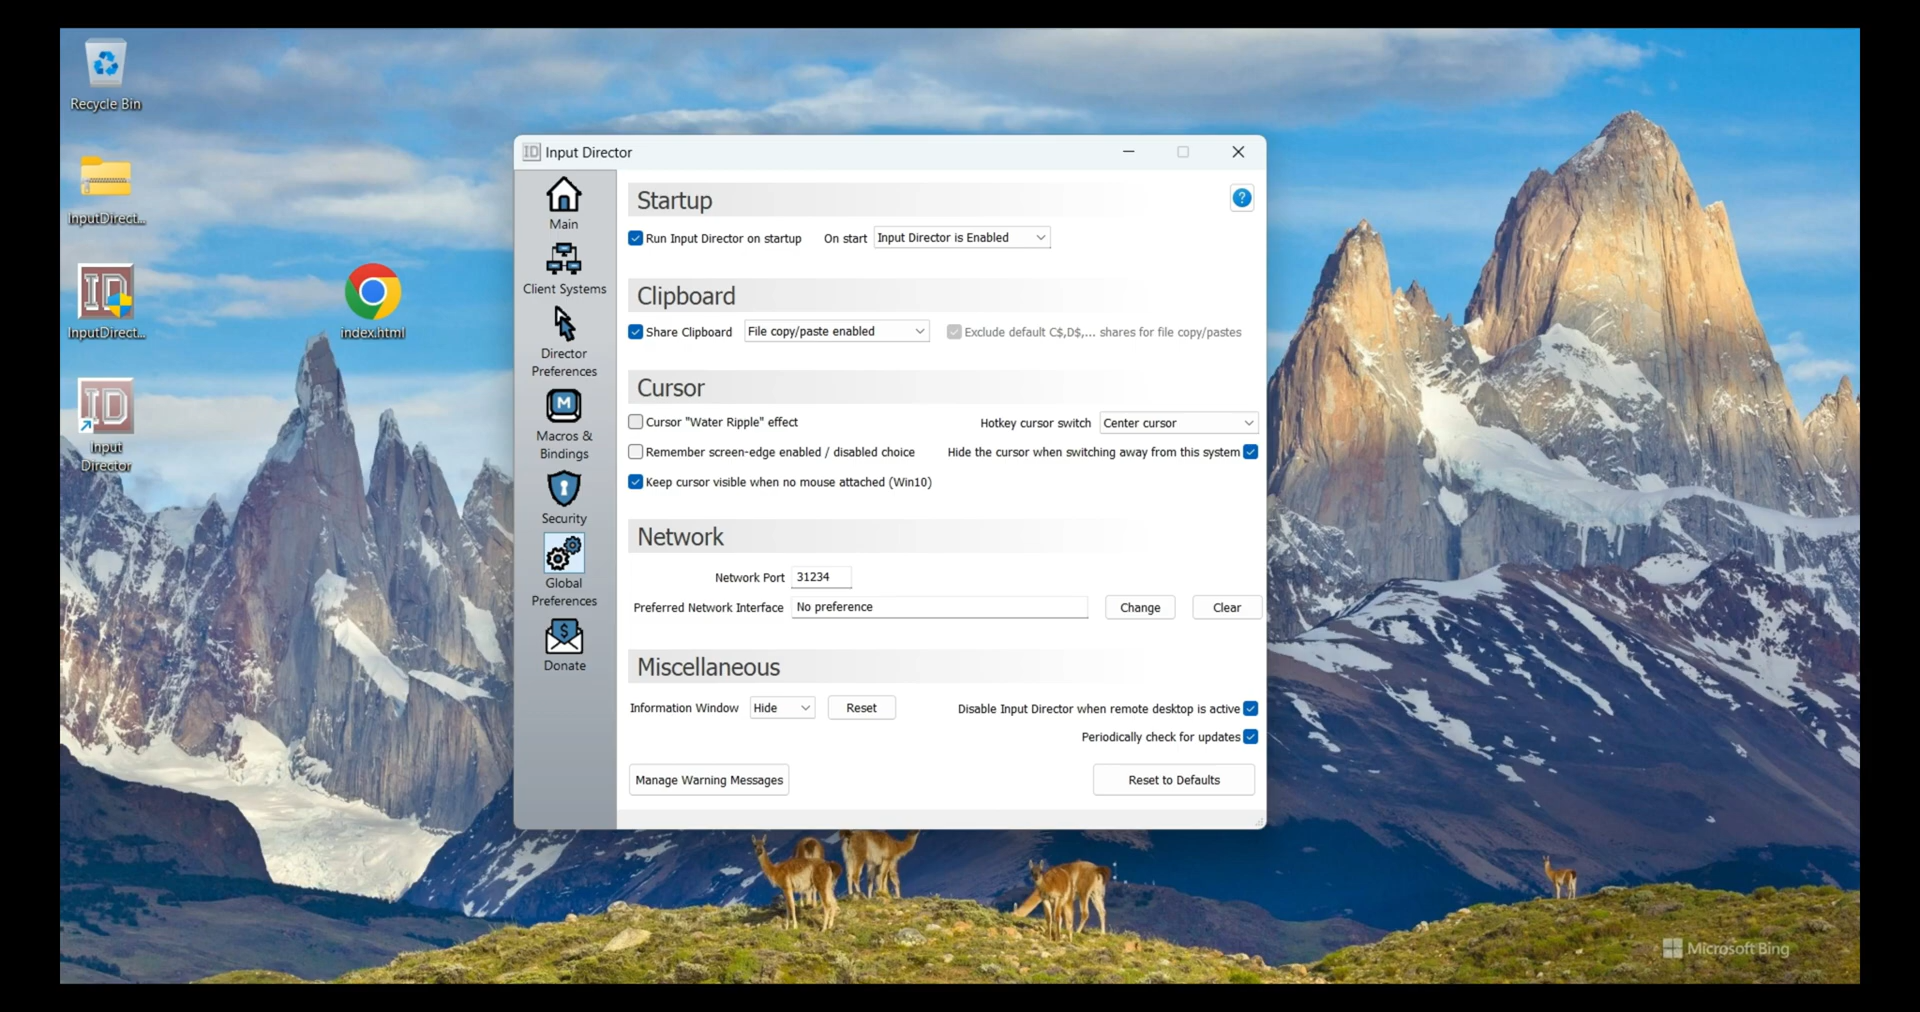 Recycle Bin
InputDirect...
InputDirect...
Input
Director
index.html
ID Input Director
Main
Client Systems
Director
Preferences
M
Macros &
Bindings
Security
Global
Preferences
$
Donate
Startup
?
Run Input Director on startup On start Input Director is Enabled
Clipboard
Share Clipboard File copy/paste enabled Exclude default C$,D$,... shares for file copy/pastes
Cursor
Cursor "Water Ripple" effect Hotkey cursor switch Center cursor
Remember screen-edge enabled / disabled choice Hide the cursor when switching away from this system
Keep cursor visible when no mouse attached (Win10)
Network
Network Port 31234
Preferred Network Interface No preference Change Clear
Miscellaneous
Information Window Hide Reset Disable Input Director when remote desktop is active
Periodically check for updates
Manage Warning Messages Reset to Defaults
Microsoft Bing